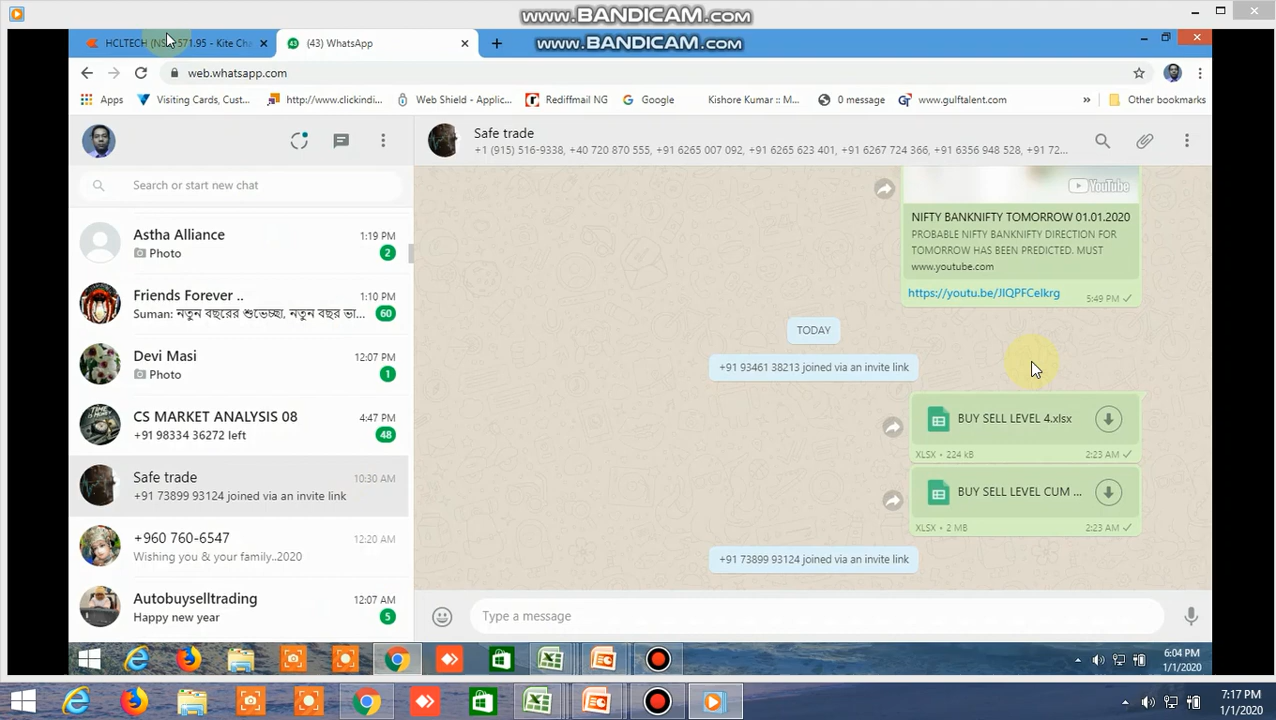 www.BANDICAM.com
HCLTECH (NS 571.95 - Kite Cha
(43) WhatsApp
www.BANDICAM.com
web.whatsapp.com
Apps
Visiting Cards, Cust...
http://www.clickindi...
Web Shield - Applic...
Rediffmail NG
Google
Kishore Kumar :: M...
0 message
www.gulftalent.com
»
Other bookmarks
Safe trade
+1 (915) 516-9338, +40 720 870 555, +91 6265 007 092, +91 6265 623 401, +91 6267 724 366, +91 6356 948 528, +91 72...
Search or start new chat
Astha Alliance 1:19 PM
Photo 2
Friends Forever .. 1:10 PM
Suman: নতুন বছরের শুভেচ্ছা, নতুন বছর ভা... 60
Devi Masi 12:07 PM
Photo 1
CS MARKET ANALYSIS 08 4:47 PM
+91 98334 36272 left 48
Safe trade 10:30 AM
+91 73899 93124 joined via an invite link
+960 760-6547 12:20 AM
Wishing you & your family..2020
Autobuyselltrading 12:07 AM
Happy new year 5
YouTube
NIFTY BANKNIFTY TOMORROW 01.01.2020
PROBABLE NIFTY BANKNIFTY DIRECTION FOR
TOMORROW HAS BEEN PREDICTED. MUST
www.youtube.com
https://youtu.be/JIQPFCelkrg
5:49 PM
TODAY
+91 93461 38213 joined via an invite link
BUY SELL LEVEL 4.xlsx
XLSX • 224 kB 2:23 AM
BUY SELL LEVEL CUM ...
XLSX • 2 MB 2:23 AM
+91 73899 93124 joined via an invite link
Type a message
6:04 PM
1/1/2020
7:17 PM
1/1/2020